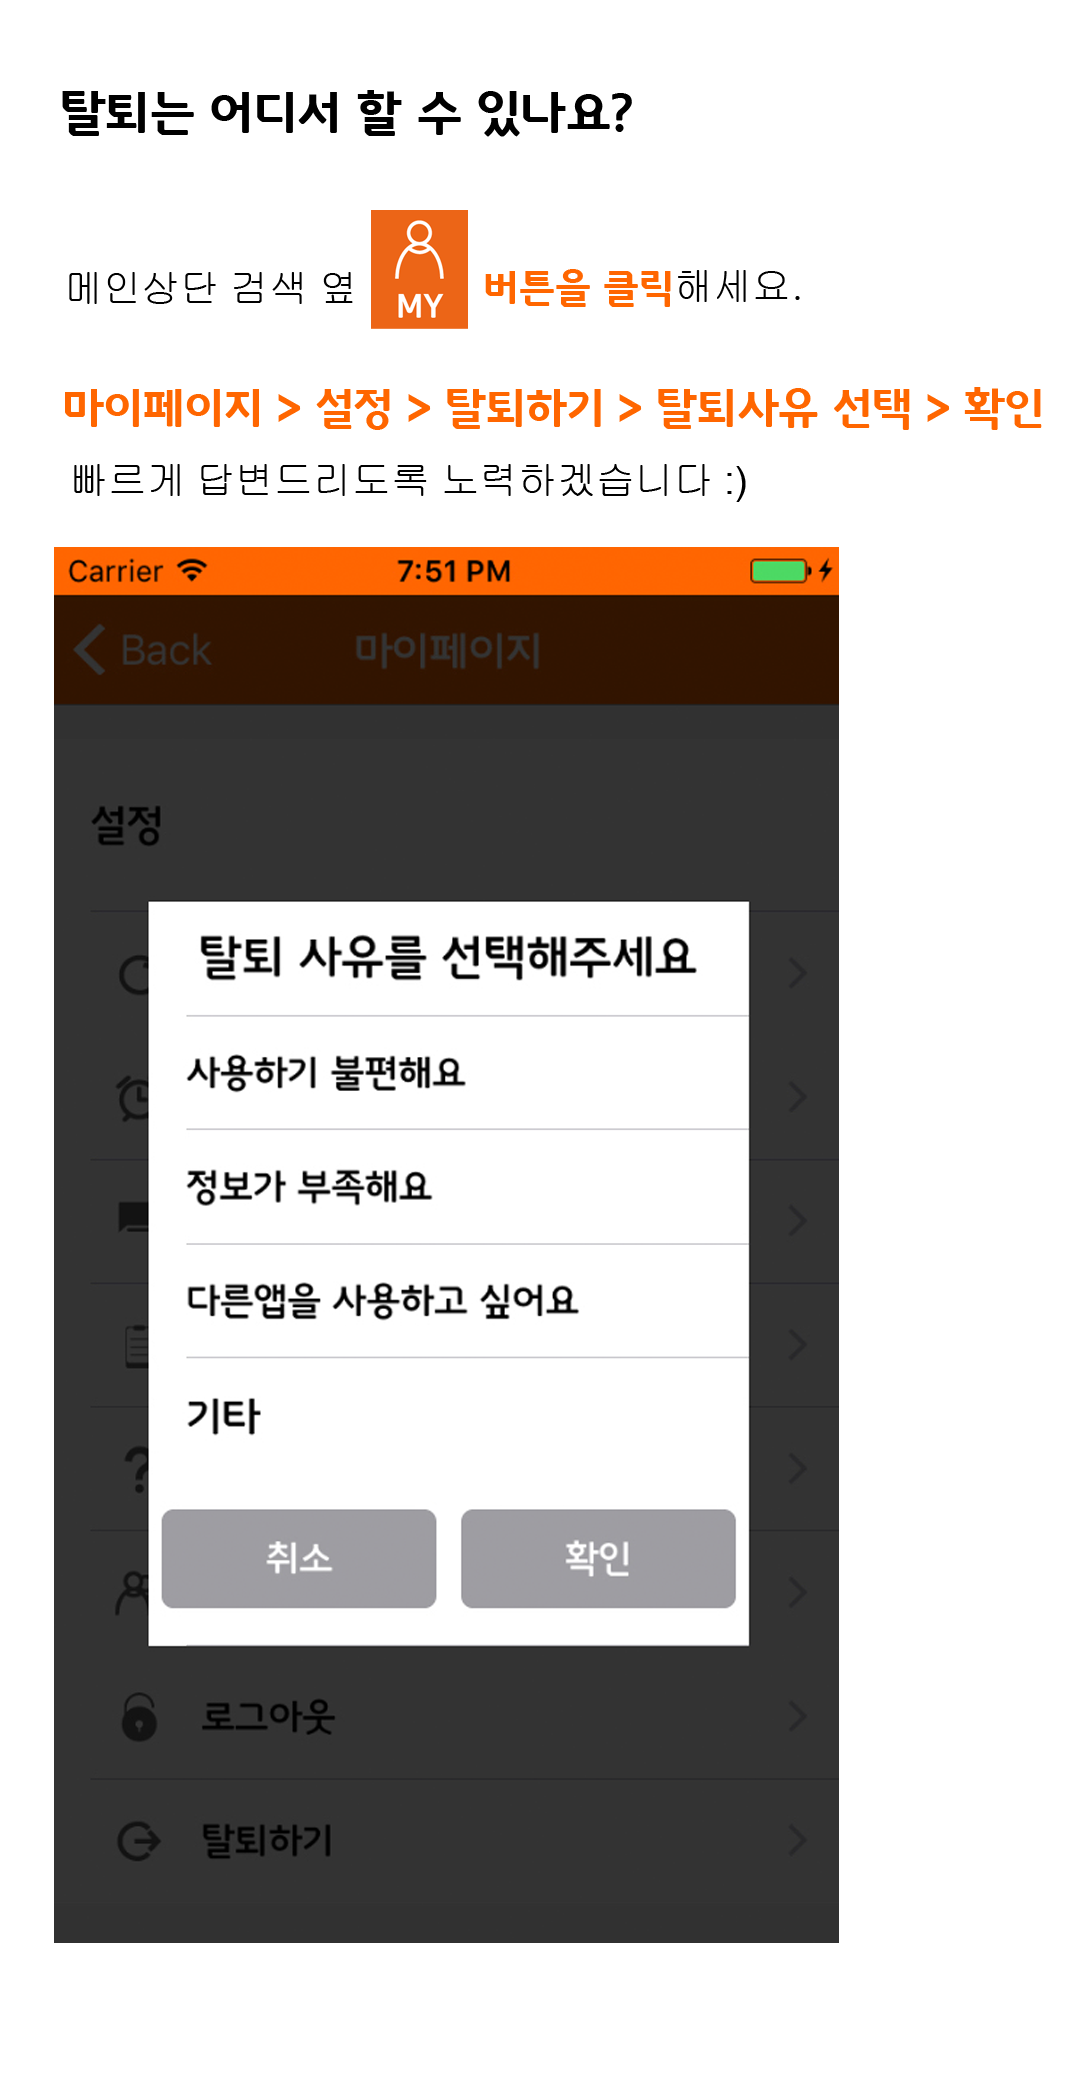 탈퇴는 어디서 할 수 있나요?
메인상단 검색 옆 MY 버튼을 클릭해세요.
마이페이지 > 설정 > 탈퇴하기 > 탈퇴사유 선택 > 확인
빠르게 답변드리도록 노력하겠습니다 :)
Carrier 7:51 PM
Back 마이페이지
설정
탈퇴 사유를 선택해주세요
사용하기 불편해요
정보가 부족해요
다른앱을 사용하고 싶어요
기타
취소 확인
로그아웃
탈퇴하기